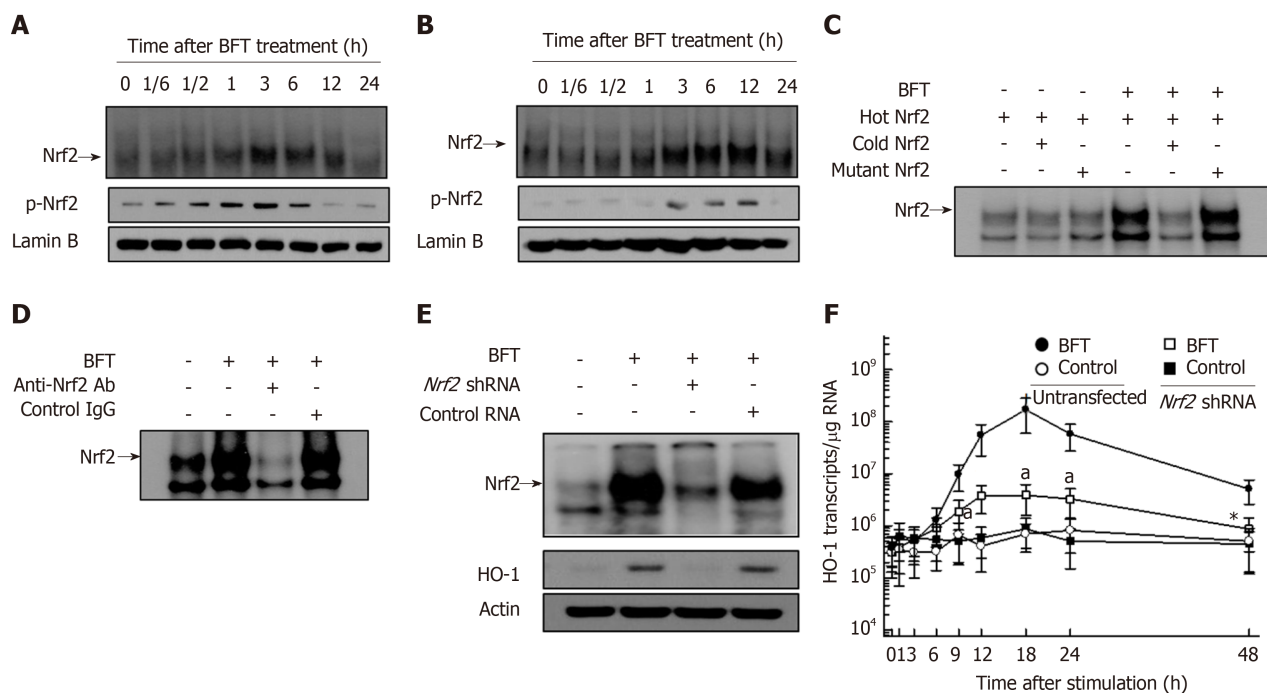 A
Time after BFT treatment (h)
0 1/6 1/2 1 3 6 12 24
Nrf2
p-Nrf2
Lamin B
B
Time after BFT treatment (h)
0 1/6 1/2 1 3 6 12 24
Nrf2
p-Nrf2
Lamin B
C
BFT - - - + + +
Hot Nrf2 + + + + + +
Cold Nrf2 - + - - + -
Mutant Nrf2 - - + - - +
Nrf2
D
BFT - + + +
Anti-Nrf2 Ab - - + -
Control IgG - - - +
Nrf2
E
BFT - + + +
Nrf2 shRNA - - + -
Control RNA - - - +
Nrf2
HO-1
Actin
F
BFT BFT
Control Control
Untransfected Nrf2 shRNA
HO-1 transcripts/μg RNA
10⁹
10⁸
10⁷
10⁶
10⁵
10⁴
a a
a
*
0 1 3 6 9 12 18 24 48
Time after stimulation (h)